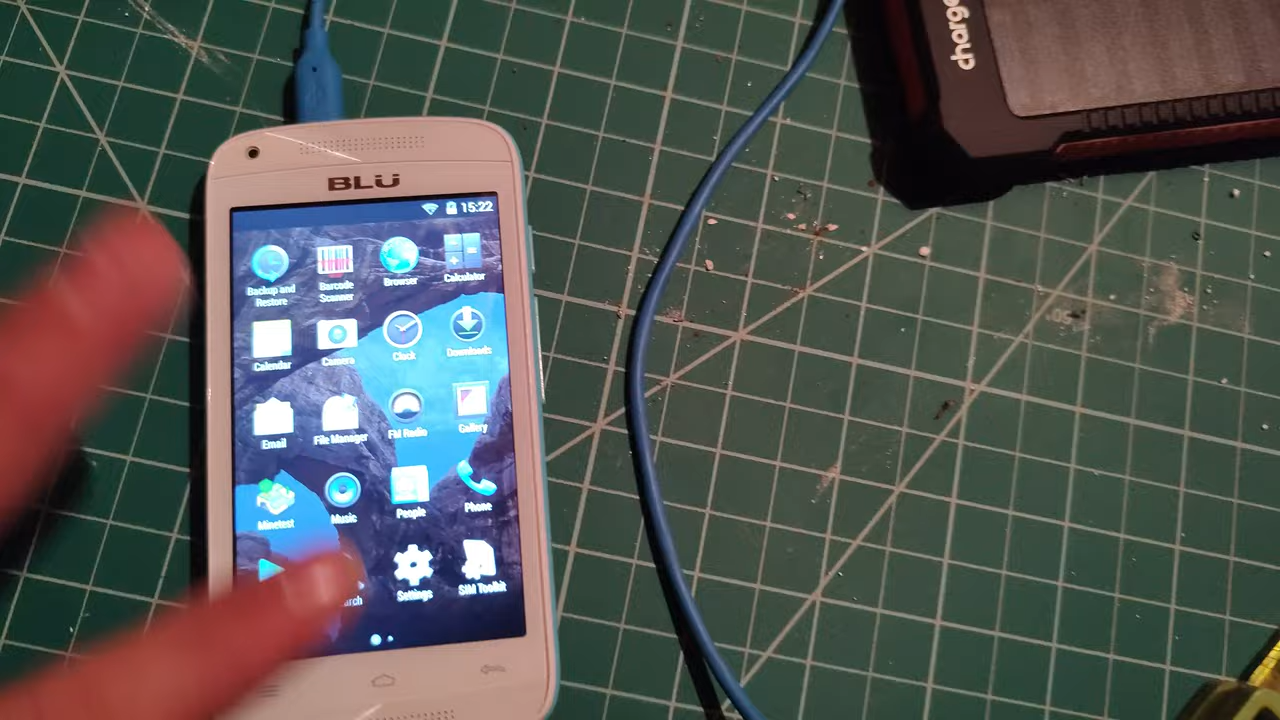 charge
BLU
15:22
Backup and
Restore
Barcode
Scanner
Browser
Calculator
Calendar
Camera
Clock
Downloads
Email
File Manager
FM Radio
Gallery
Minetest
Music
People
Phone
Settings
SIM Toolkit